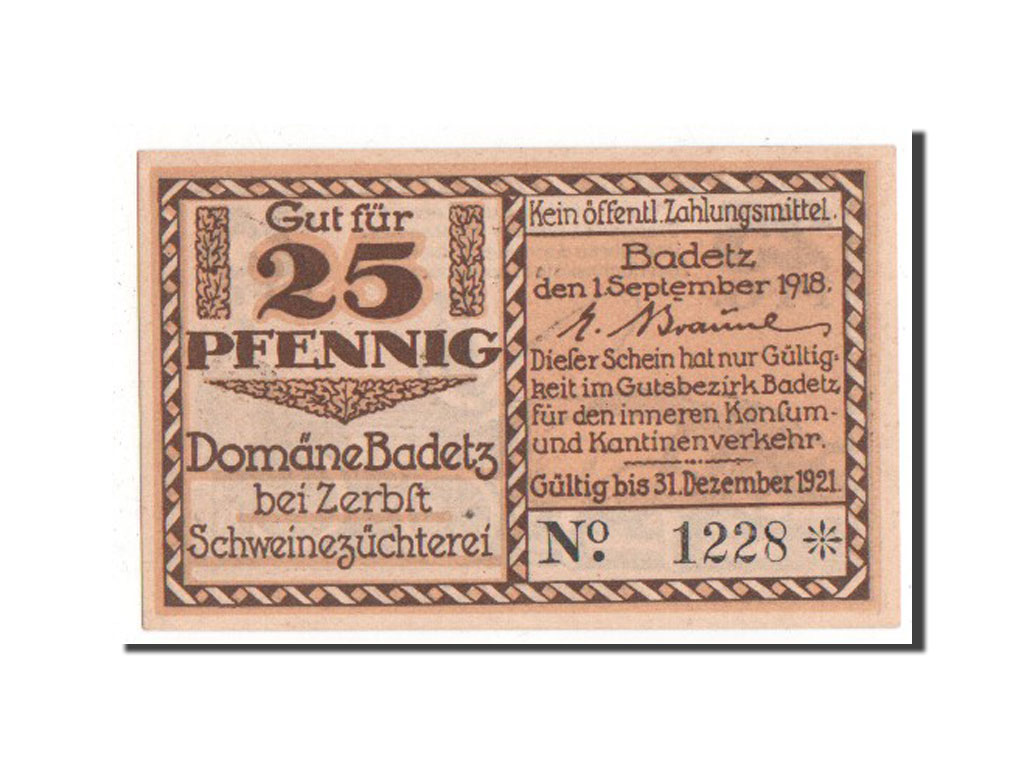 Gut für
25
PFENNIG
Domäne Badetz
bei Zerbſt
Schweinezüchterei
Kein öffentl. Zahlungsmittel.
Badetz
den 1. September 1918.
Dieſer Schein hat nur Gültig-
keit im Gutsbezirk Badetz
für den inneren Konſum-
und Kantinenverkehr.
Gültig bis 31. Dezember 1921.
No. 1228 *